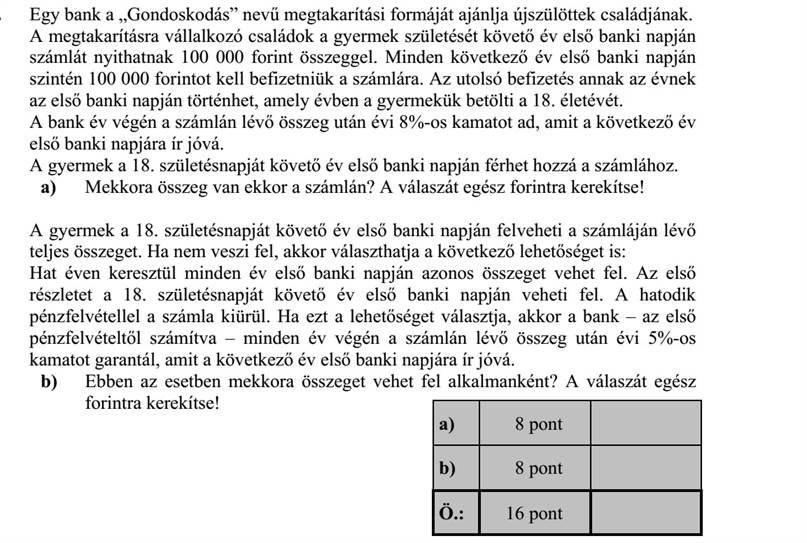 Egy bank a „Gondoskodás” nevű megtakarítási formáját ajánlja újszülöttek családjának.
A megtakarításra vállalkozó családok a gyermek születését követő év első banki napján
számlát nyithatnak 100 000 forint összeggel. Minden következő év első banki napján
szintén 100 000 forintot kell befizetniük a számlára. Az utolsó befizetés annak az évnek
az első banki napján történhet, amely évben a gyermekük betölti a 18. életévét.
A bank év végén a számlán lévő összeg után évi 8%-os kamatot ad, amit a következő év
első banki napjára ír jóvá.
A gyermek a 18. születésnapját követő év első banki napján férhet hozzá a számlához.
a) Mekkora összeg van ekkor a számlán? A válaszát egész forintra kerekítse!
A gyermek a 18. születésnapját követő év első banki napján felveheti a számláján lévő
teljes összeget. Ha nem veszi fel, akkor választhatja a következő lehetőséget is:
Hat éven keresztül minden év első banki napján azonos összeget vehet fel. Az első
részletet a 18. születésnapját követő év első banki napján veheti fel. A hatodik
pénzfelvétellel a számla kiürül. Ha ezt a lehetőséget választja, akkor a bank – az első
pénzfelvételtől számítva – minden év végén a számlán lévő összeg után évi 5%-os
kamatot garantál, amit a következő év első banki napjára ír jóvá.
b) Ebben az esetben mekkora összeget vehet fel alkalmanként? A válaszát egész
forintra kerekítse!
a) 8 pont
b) 8 pont
Ö.: 16 pont